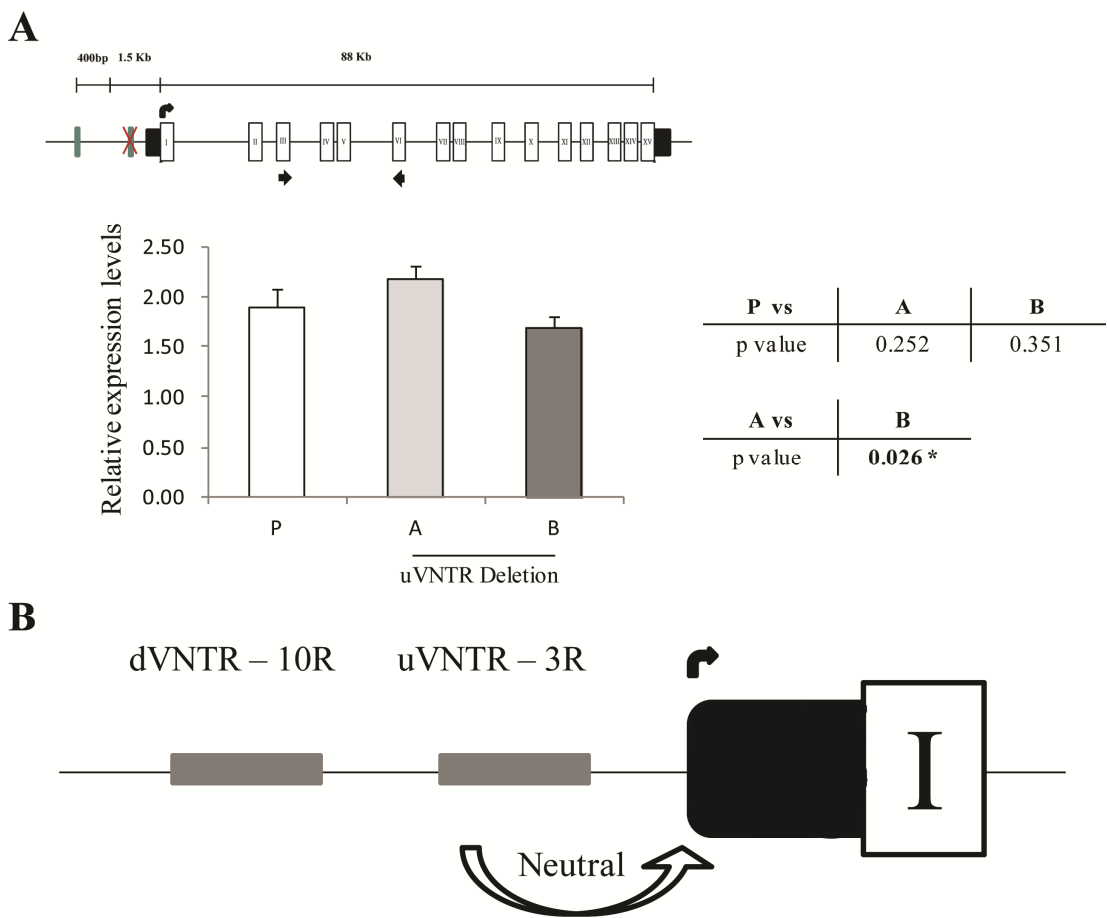 A
400bp 1.5 Kb 88 Kb
I II III IV V VI VII VIII IX X XI XII XIII XIV XV
Relative expression levels
2.50
2.00
1.50
1.00
0.50
0.00
P A B
uVNTR Deletion
P vs A B
p value 0.252 0.351
A vs B
p value 0.026 *
B
dVNTR – 10R uVNTR – 3R
I
Neutral